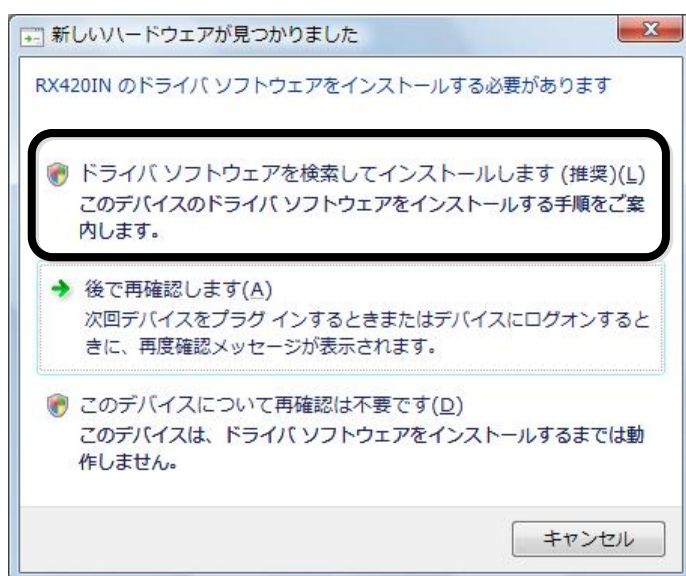 新しいハードウェアが見つかりました
RX420IN のドライバ ソフトウェアをインストールする必要があります
ドライバ ソフトウェアを検索してインストールします (推奨)(L)
このデバイスのドライバ ソフトウェアをインストールする手順をご案
内します。
後で再確認します(A)
次回デバイスをプラグ インするときまたはデバイスにログオンすると
きに、再度確認メッセージが表示されます。
このデバイスについて再確認は不要です(D)
このデバイスは、ドライバ ソフトウェアをインストールするまでは動
作しません。
キャンセル